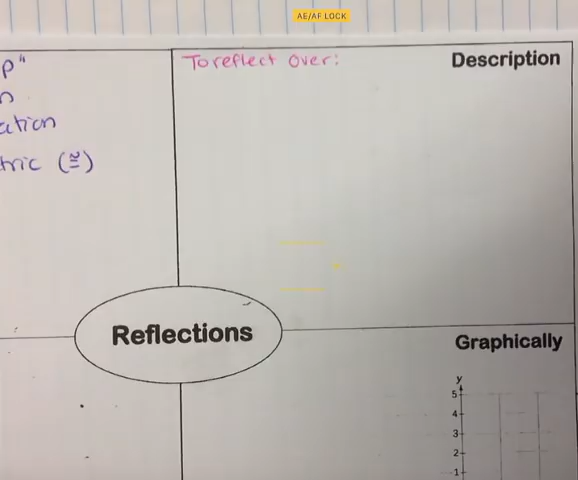 AE/AF LOCK
To reflect over:
Description
p"
n
ation
tric (≅)
Reflections
Graphically
y
5
4
3
2
1